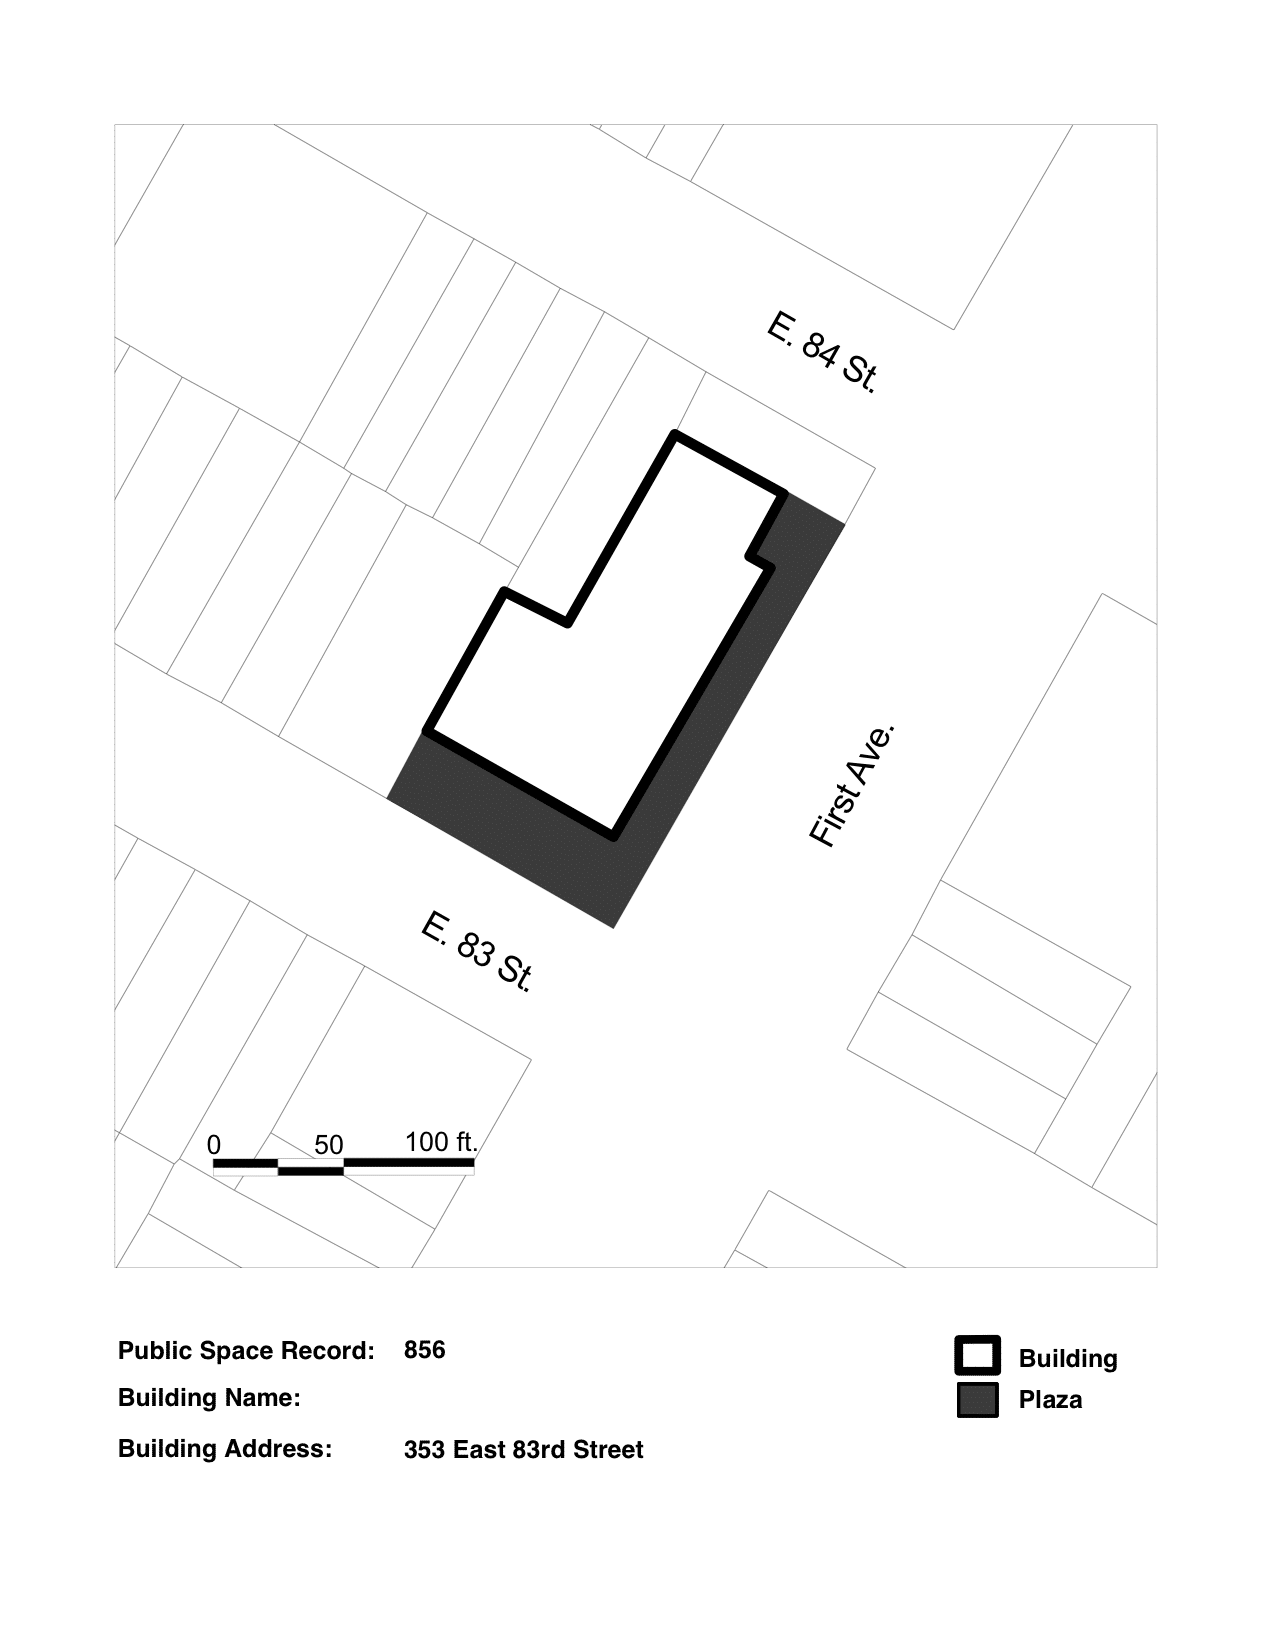 E. 84 St.
First Ave.
E. 83 St.
0 50 100 ft.
Public Space Record: 856
Building Name:
Building Address: 353 East 83rd Street
Building
Plaza